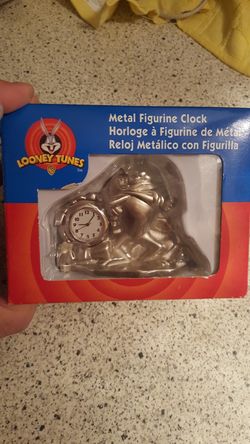 Metal Figurine Clock
Horloge à Figurine de Métal
Reloj Metálico con Figurilla
LOONEY TUNES